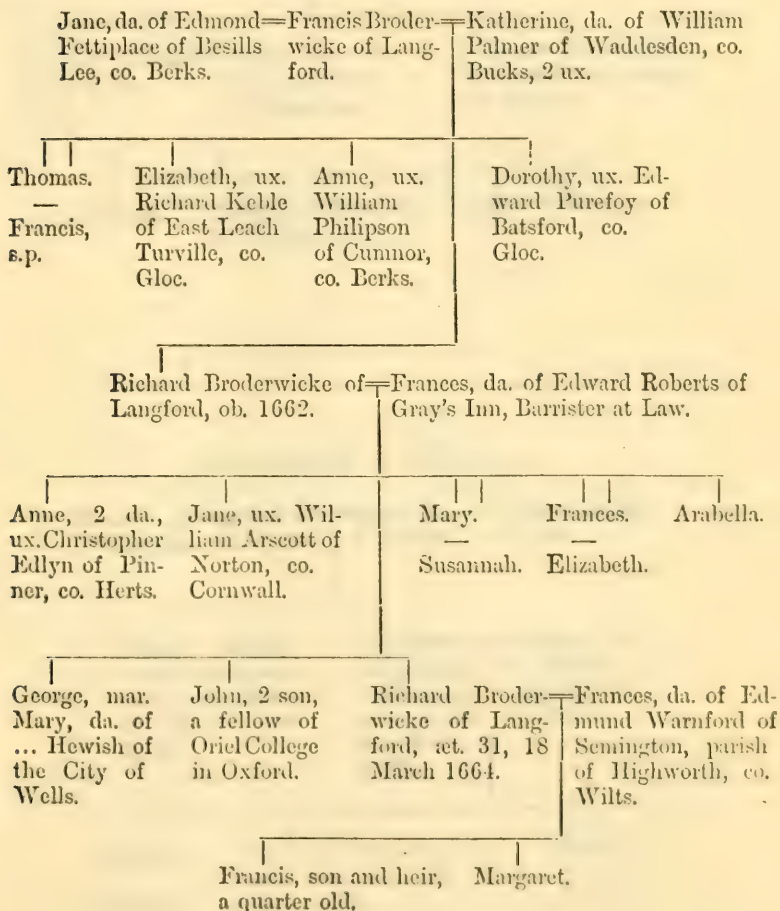 Jane, da. of Edmond
Fettiplace of Besills
Lee, co. Berks.
Francis Broder-
wicke of Lang-
ford.
Katherine, da. of William
Palmer of Waddesden, co.
Bucks, 2 ux.
Thomas.
—
Francis,
s.p.
Elizabeth, ux.
Richard Keble
of East Leach
Turville, co.
Gloc.
Anne, ux.
William
Philipson
of Cumnor,
co. Berks.
Dorothy, ux. Ed-
ward Purefoy of
Batsford, co.
Gloc.
Richard Broderwicke of
Langford, ob. 1662.
Frances, da. of Edward Roberts of
Gray's Inn, Barrister at Law.
Anne, 2 da.,
ux. Christopher
Edlyn of Pin-
ner, co. Herts.
Jane, ux. Wil-
liam Arscott of
Norton, co.
Cornwall.
Mary.
—
Susannah.
Frances.
—
Elizabeth.
Arabella.
George, mar.
Mary, da. of
... Hewish of
the City of
Wells.
John, 2 son,
a fellow of
Oriel College
in Oxford.
Richard Broder-
wicke of Lang-
ford, æt. 31, 18
March 1664.
Frances, da. of Ed-
mund Warnford of
Semington, parish
of Highworth, co.
Wilts.
Francis, son and heir,
a quarter old.
Margaret.